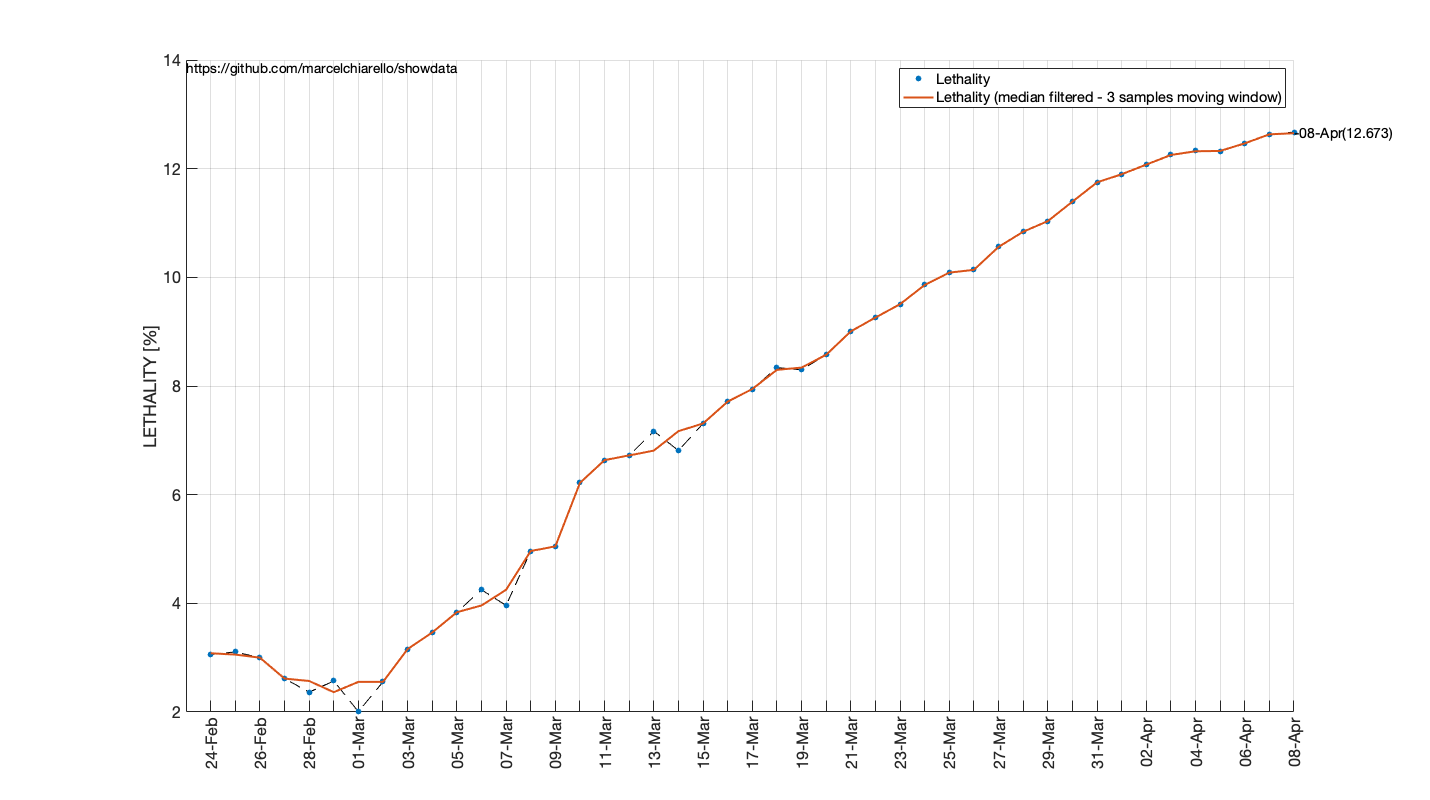 https://github.com/marcelchiarello/showdata
Lethality
Lethality (median filtered - 3 samples moving window)
08-Apr(12.673)
LETHALITY [%]
14
12
10
8
6
4
2
24-Feb
26-Feb
28-Feb
01-Mar
03-Mar
05-Mar
07-Mar
09-Mar
11-Mar
13-Mar
15-Mar
17-Mar
19-Mar
21-Mar
23-Mar
25-Mar
27-Mar
29-Mar
31-Mar
02-Apr
04-Apr
06-Apr
08-Apr